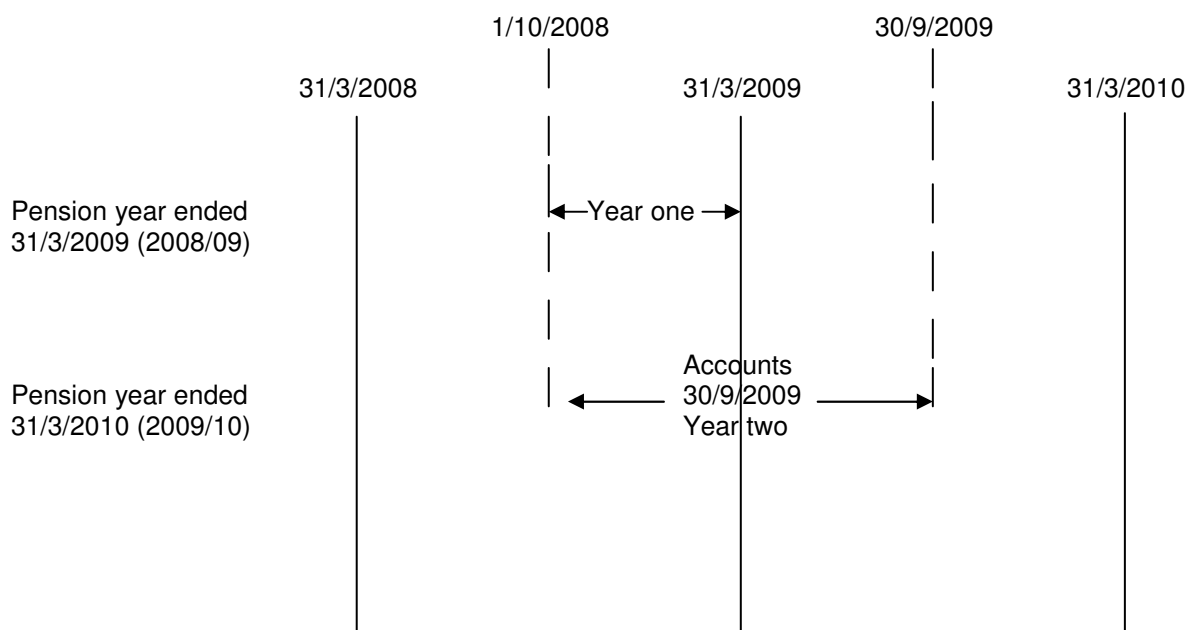 1/10/2008 30/9/2009
31/3/2008 31/3/2009 31/3/2010
Pension year ended
31/3/2009 (2008/09)
Year one
Pension year ended
31/3/2010 (2009/10)
Accounts
30/9/2009
Year two